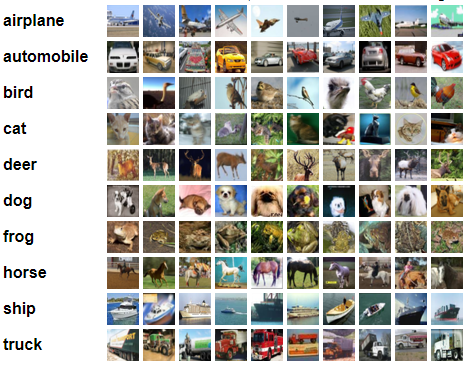 airplane
automobile
bird
cat
deer
dog
frog
horse
ship
truck